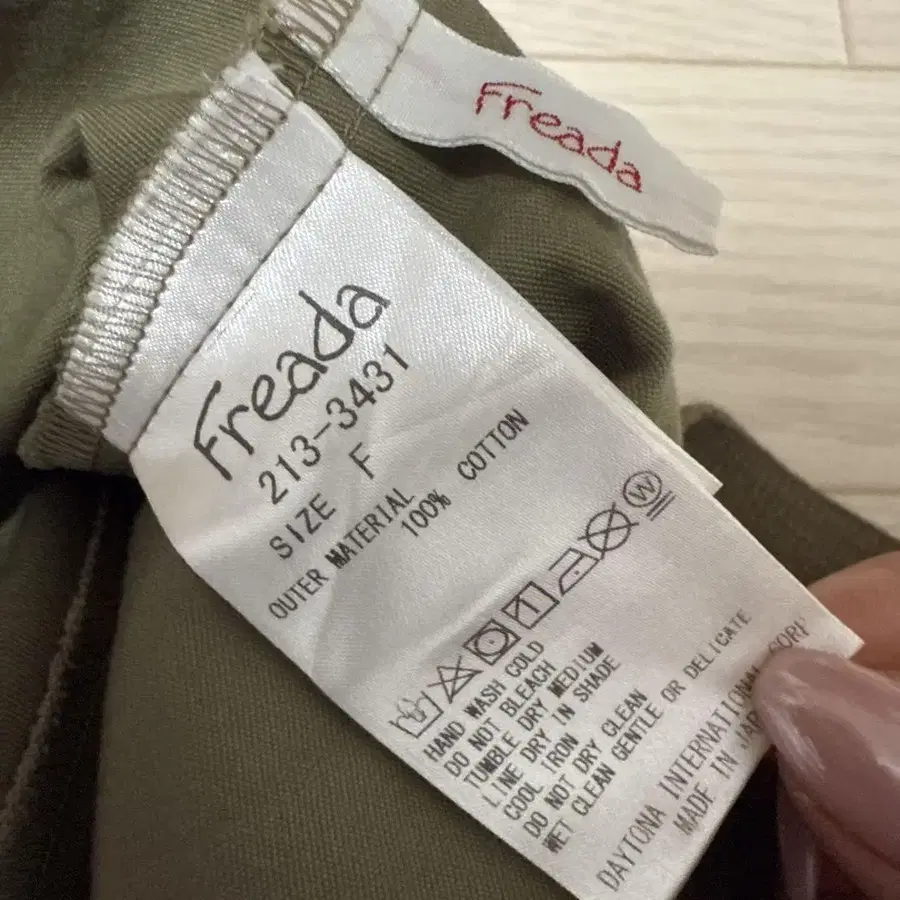 Freada
Freada
213-3431
SIZE F
OUTER MATERIAL
100% COTTON
W
HAND WASH COLD
DO NOT BLEACH
TUMBLE DRY MEDIUM
LINE DRY IN SHADE
COOL IRON
DO NOT DRY CLEAN
WET CLEAN GENTLE OR DELICATE
DAYTONA INTERNATIONAL CORP
MADE IN